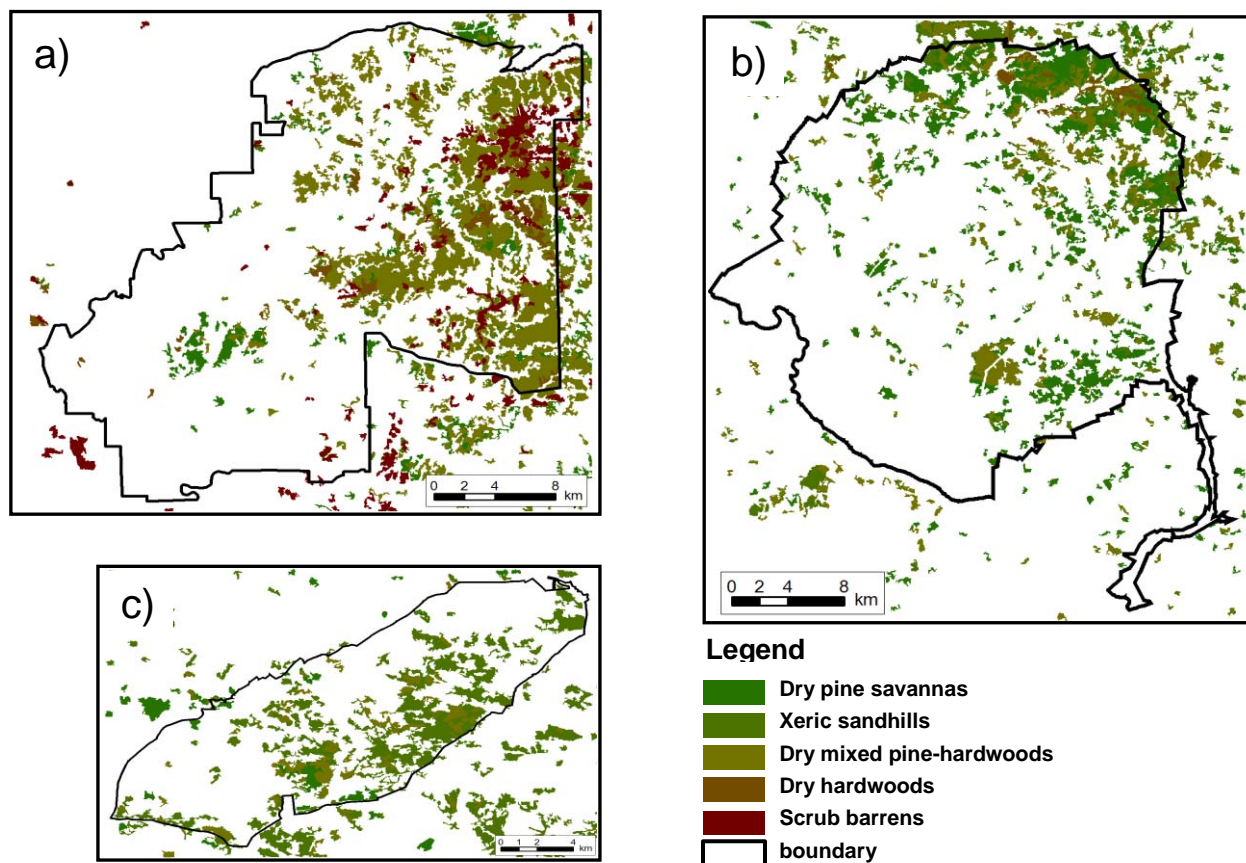 a)
0 2 4 8
km
b)
0 2 4 8
km
c)
0 1 2 4
km
Legend
Dry pine savannas
Xeric sandhills
Dry mixed pine-hardwoods
Dry hardwoods
Scrub barrens
boundary